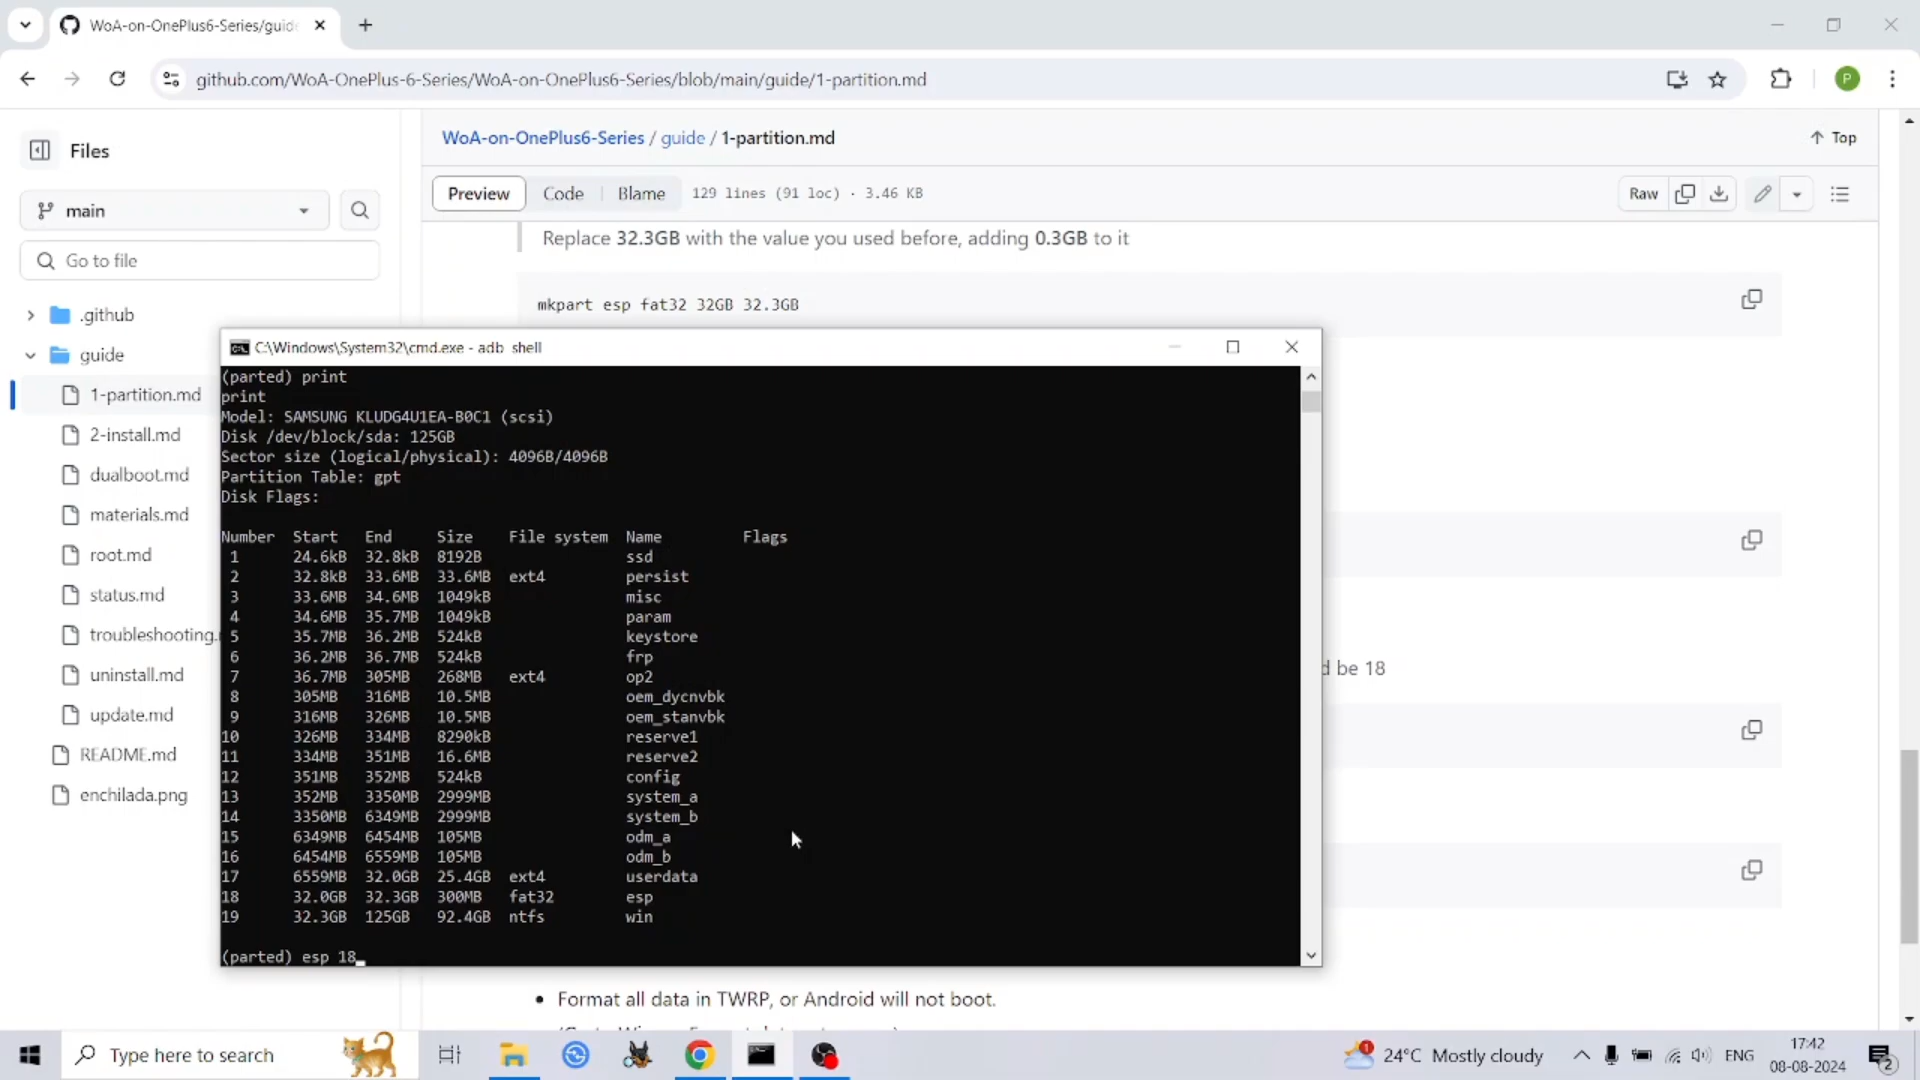 WoA-on-OnePlus6-Series/guid
github.com/WoA-OnePlus-6-Series/WoA-on-OnePlus6-Series/blob/main/guide/1-partition.md
P
Files
main
Go to file
.github
guide
1-partition.md
2-install.md
dualboot.md
materials.md
root.md
status.md
troubleshooting.
uninstall.md
update.md
README.md
enchilada.png
WoA-on-OnePlus6-Series / guide / 1-partition.md
Top
Preview Code Blame 129 lines (91 loc) · 3.46 KB
Raw
Replace 32.3GB with the value you used before, adding 0.3GB to it
mkpart esp fat32 32GB 32.3GB
d be 18
C:\Windows\System32\cmd.exe - adb shell
(parted) print
print
Model: SAMSUNG KLUDG4U1EA-B0C1 (scsi)
Disk /dev/block/sda: 125GB
Sector size (logical/physical): 4096B/4096B
Partition Table: gpt
Disk Flags:
Number Start End Size File system Name Flags
1 24.6kB 32.8kB 8192B ssd
2 32.8kB 33.6MB 33.6MB ext4 persist
3 33.6MB 34.6MB 1049kB misc
4 34.6MB 35.7MB 1049kB param
5 35.7MB 36.2MB 524kB keystore
6 36.2MB 36.7MB 524kB frp
7 36.7MB 305MB 268MB ext4 op2
8 305MB 316MB 10.5MB oem_dycnvbk
9 316MB 326MB 10.5MB oem_stanvbk
10 326MB 334MB 8290kB reserve1
11 334MB 351MB 16.6MB reserve2
12 351MB 352MB 524kB config
13 352MB 3350MB 2999MB system_a
14 3350MB 6349MB 2999MB system_b
15 6349MB 6454MB 105MB odm_a
16 6454MB 6559MB 105MB odm_b
17 6559MB 32.0GB 25.4GB ext4 userdata
18 32.0GB 32.3GB 300MB fat32 esp
19 32.3GB 125GB 92.4GB ntfs win
(parted) esp 18
• Format all data in TWRP, or Android will not boot.
Type here to search
1
24°C Mostly cloudy
ENG
17:42
08-08-2024
2